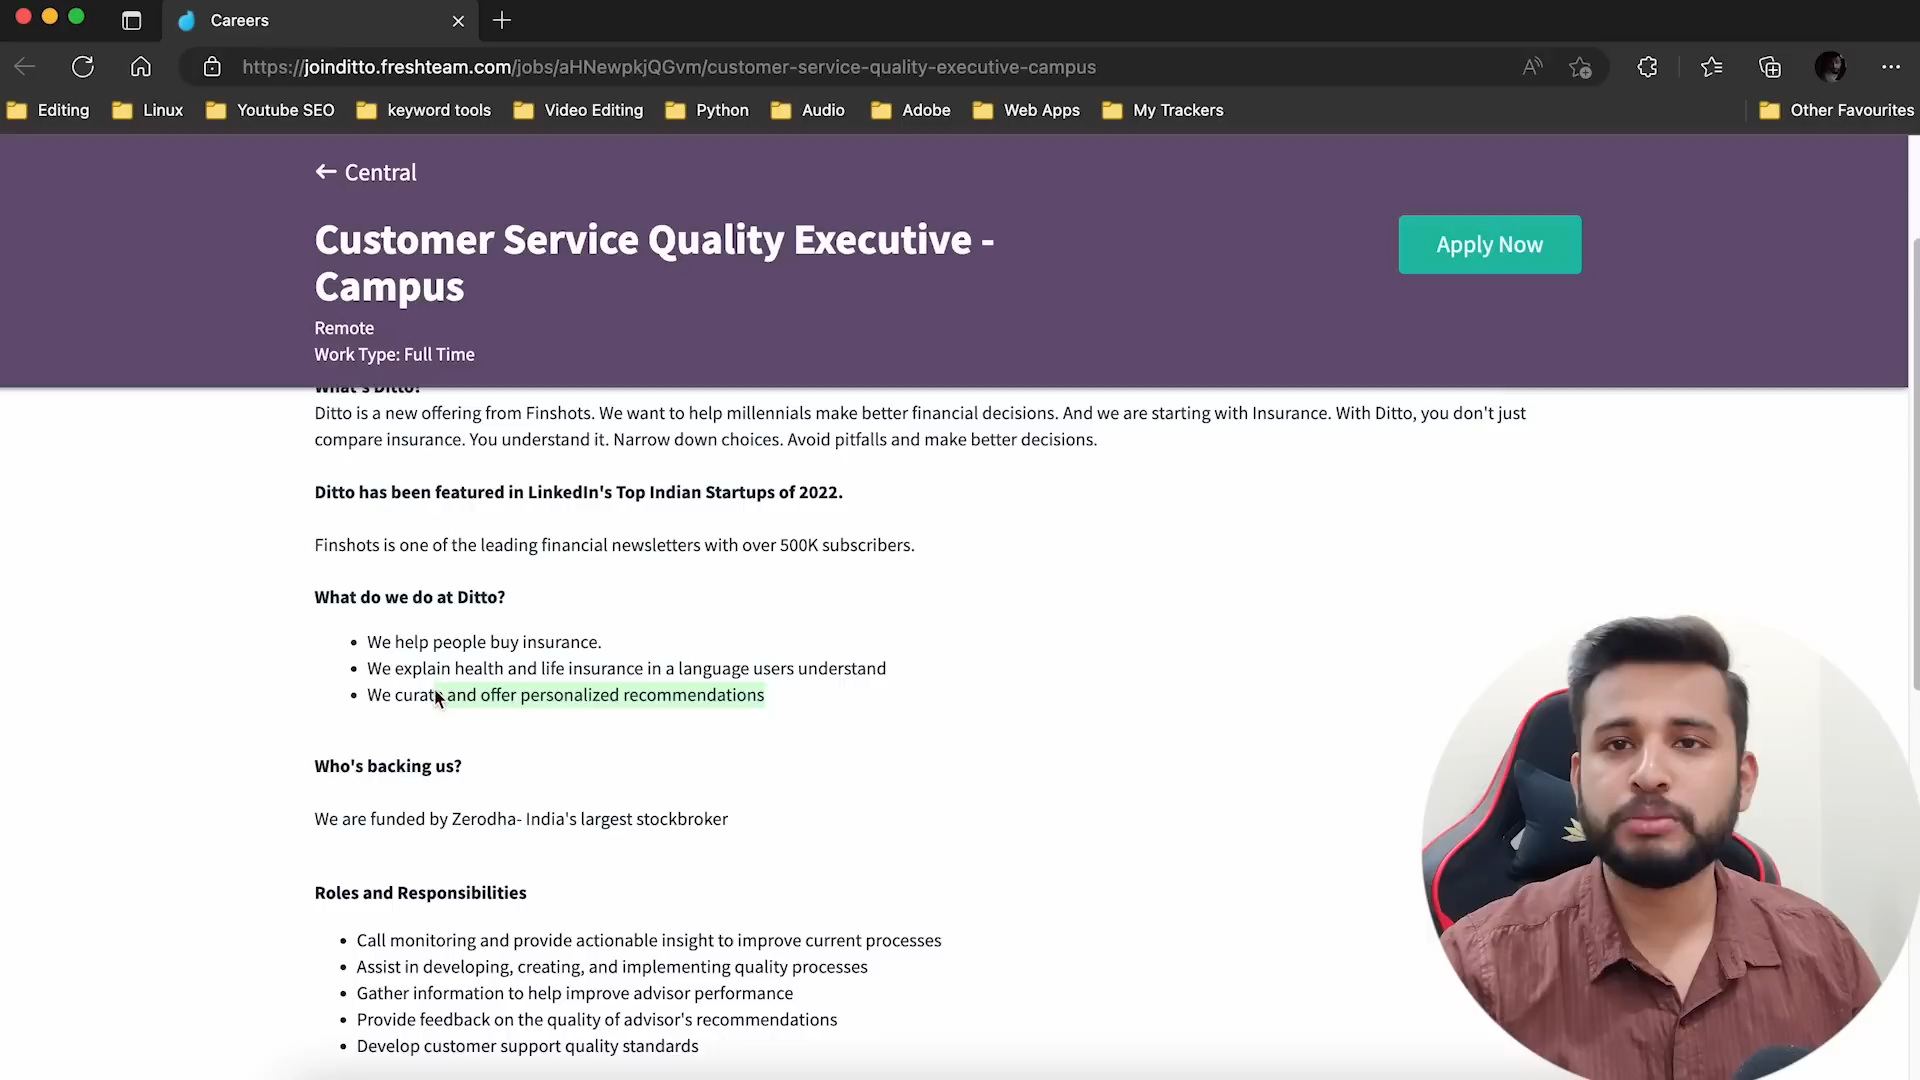 Careers
https://joinditto.freshteam.com/jobs/aHNewpkjQGvm/customer-service-quality-executive-campus
Editing Linux Youtube SEO keyword tools Video Editing Python Audio Adobe Web Apps My Trackers Other Favourites
← Central
Customer Service Quality Executive -
Campus
Apply Now
Remote
Work Type: Full Time
What's Ditto?
Ditto is a new offering from Finshots. We want to help millennials make better financial decisions. And we are starting with Insurance. With Ditto, you don't just
compare insurance. You understand it. Narrow down choices. Avoid pitfalls and make better decisions.
Ditto has been featured in LinkedIn's Top Indian Startups of 2022.
Finshots is one of the leading financial newsletters with over 500K subscribers.
What do we do at Ditto?
• We help people buy insurance.
• We explain health and life insurance in a language users understand
• We curate and offer personalized recommendations
Who's backing us?
We are funded by Zerodha- India's largest stockbroker
Roles and Responsibilities
• Call monitoring and provide actionable insight to improve current processes
• Assist in developing, creating, and implementing quality processes
• Gather information to help improve advisor performance
• Provide feedback on the quality of advisor's recommendations
• Develop customer support quality standards